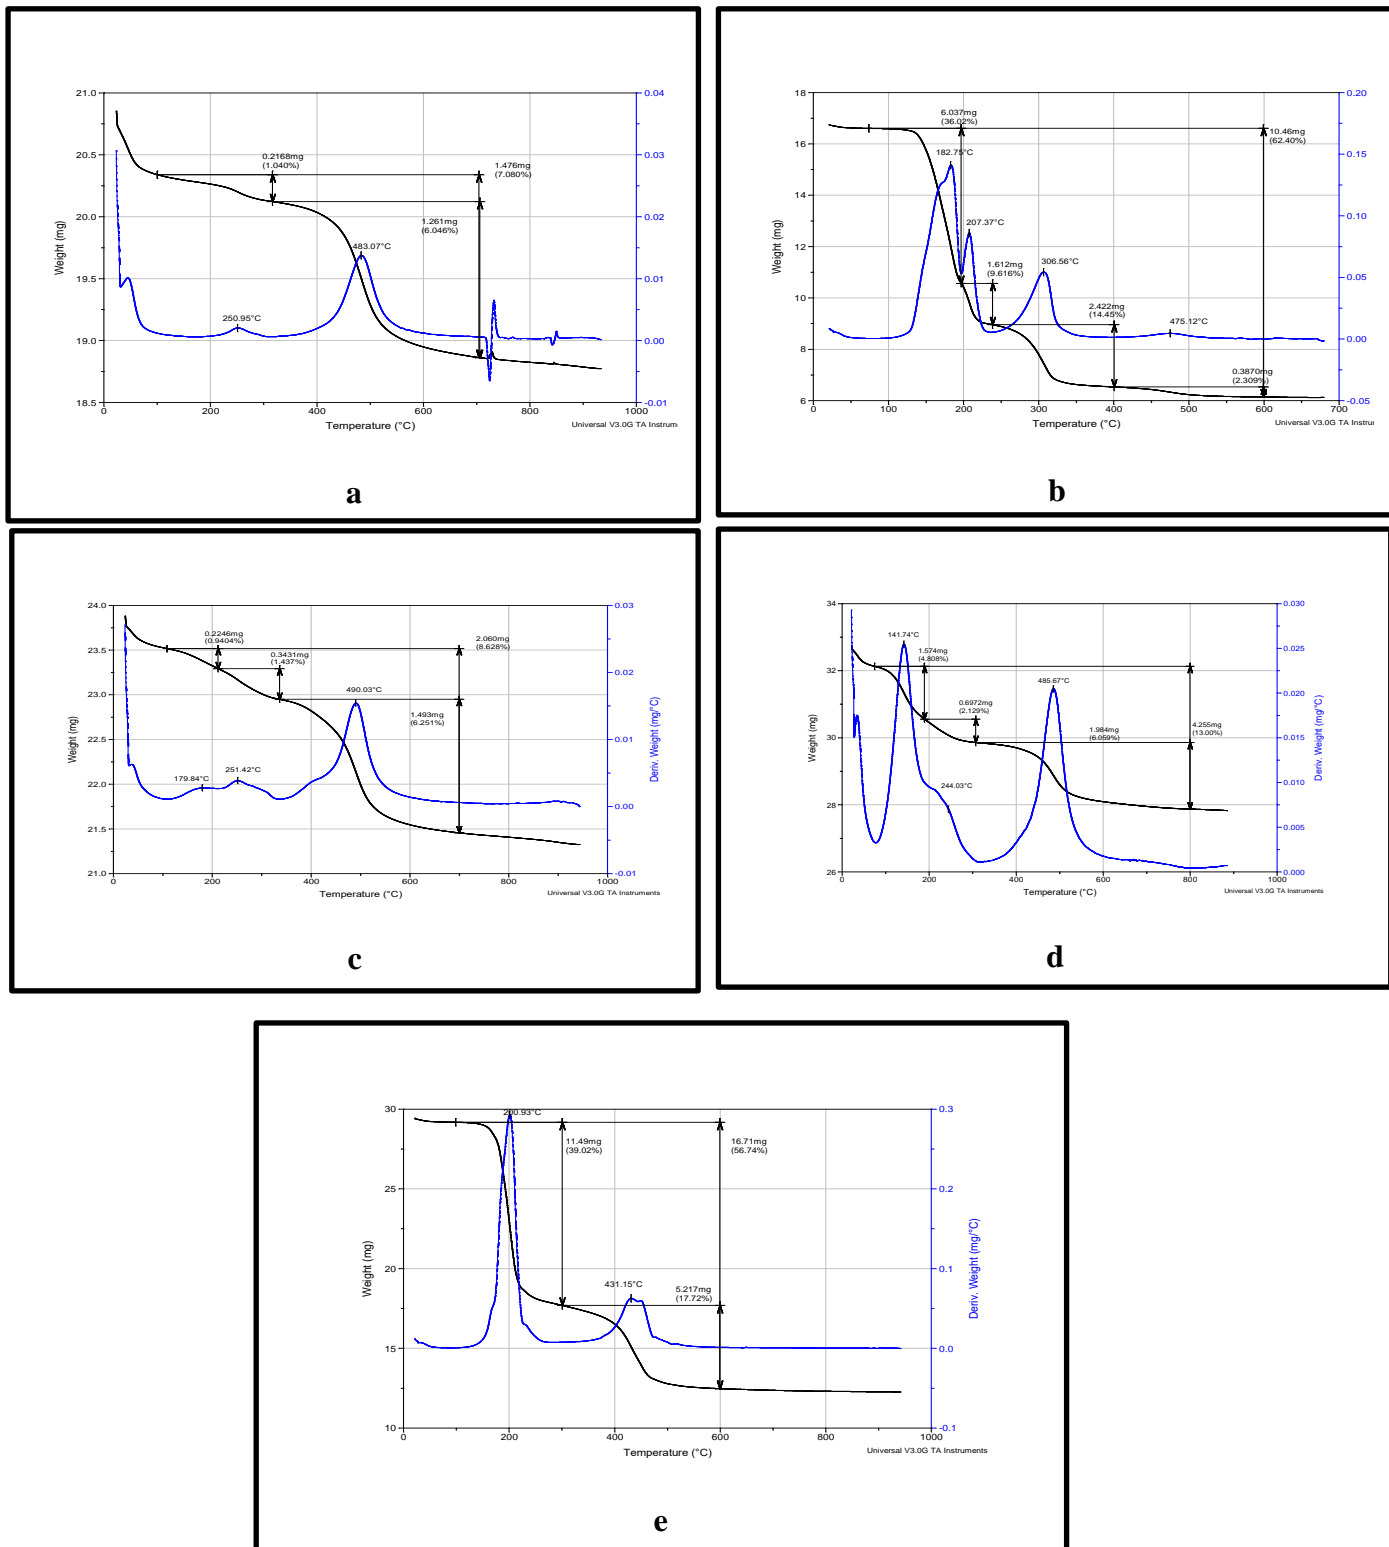 21.0
20.5
20.0
19.5
19.0
18.5
Weight (mg)
0.04
0.03
0.02
0.01
0.00
-0.01
0.2168mg
(1.040%)
1.476mg
(7.080%)
1.261mg
(6.046%)
483.07°C
250.95°C
0
200
400
600
800
1000
Temperature (°C)
Universal V3.0G TA Instrum
a
18
16
14
12
10
8
6
Weight (mg)
0.20
0.15
0.10
0.05
0.00
-0.05
6.037mg
(36.02%)
182.75°C
10.46mg
(62.40%)
207.37°C
1.612mg
(9.616%)
306.56°C
2.422mg
(14.45%)
475.12°C
0.3870mg
(2.309%)
0
100
200
300
400
500
600
700
Temperature (°C)
Universal V3.0G TA Instrum
b
24.0
23.5
23.0
22.5
22.0
21.5
21.0
Weight (mg)
0.03
0.02
0.01
0.00
-0.01
Deriv. Weight (mg/°C)
0.2246mg
(0.9404%)
0.3431mg
(1.437%)
2.060mg
(8.628%)
490.03°C
1.493mg
(6.251%)
179.84°C
251.42°C
0
200
400
600
800
1000
Temperature (°C)
Universal V3.0G TA Instruments
c
34
32
30
28
26
Weight (mg)
0.030
0.025
0.020
0.015
0.010
0.005
0.000
Deriv. Weight (mg/°C)
141.74°C
1.574mg
(4.808%)
485.67°C
0.6972mg
(2.129%)
1.984mg
(6.059%)
4.255mg
(13.00%)
244.03°C
0
200
400
600
800
1000
Temperature (°C)
Universal V3.0G TA Instruments
d
30
25
20
15
10
Weight (mg)
0.3
0.2
0.1
0.0
-0.1
Deriv. Weight (mg/°C)
200.93°C
11.49mg
(39.02%)
16.71mg
(56.74%)
431.15°C
5.217mg
(17.72%)
0
200
400
600
800
1000
Temperature (°C)
Universal V3.0G TA Instruments
e